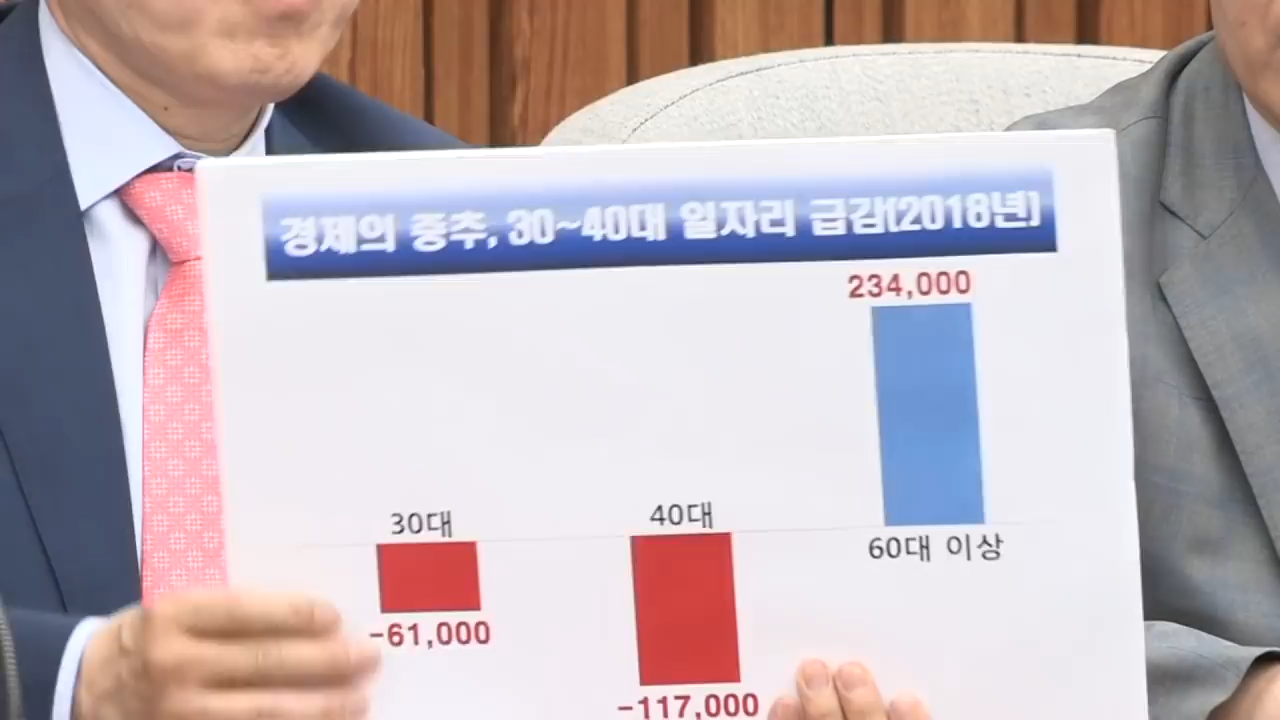 경제의 중추, 30~40대 일자리 급감(2018년)
234,000
30대
40대
60대 이상
-61,000
-117,000